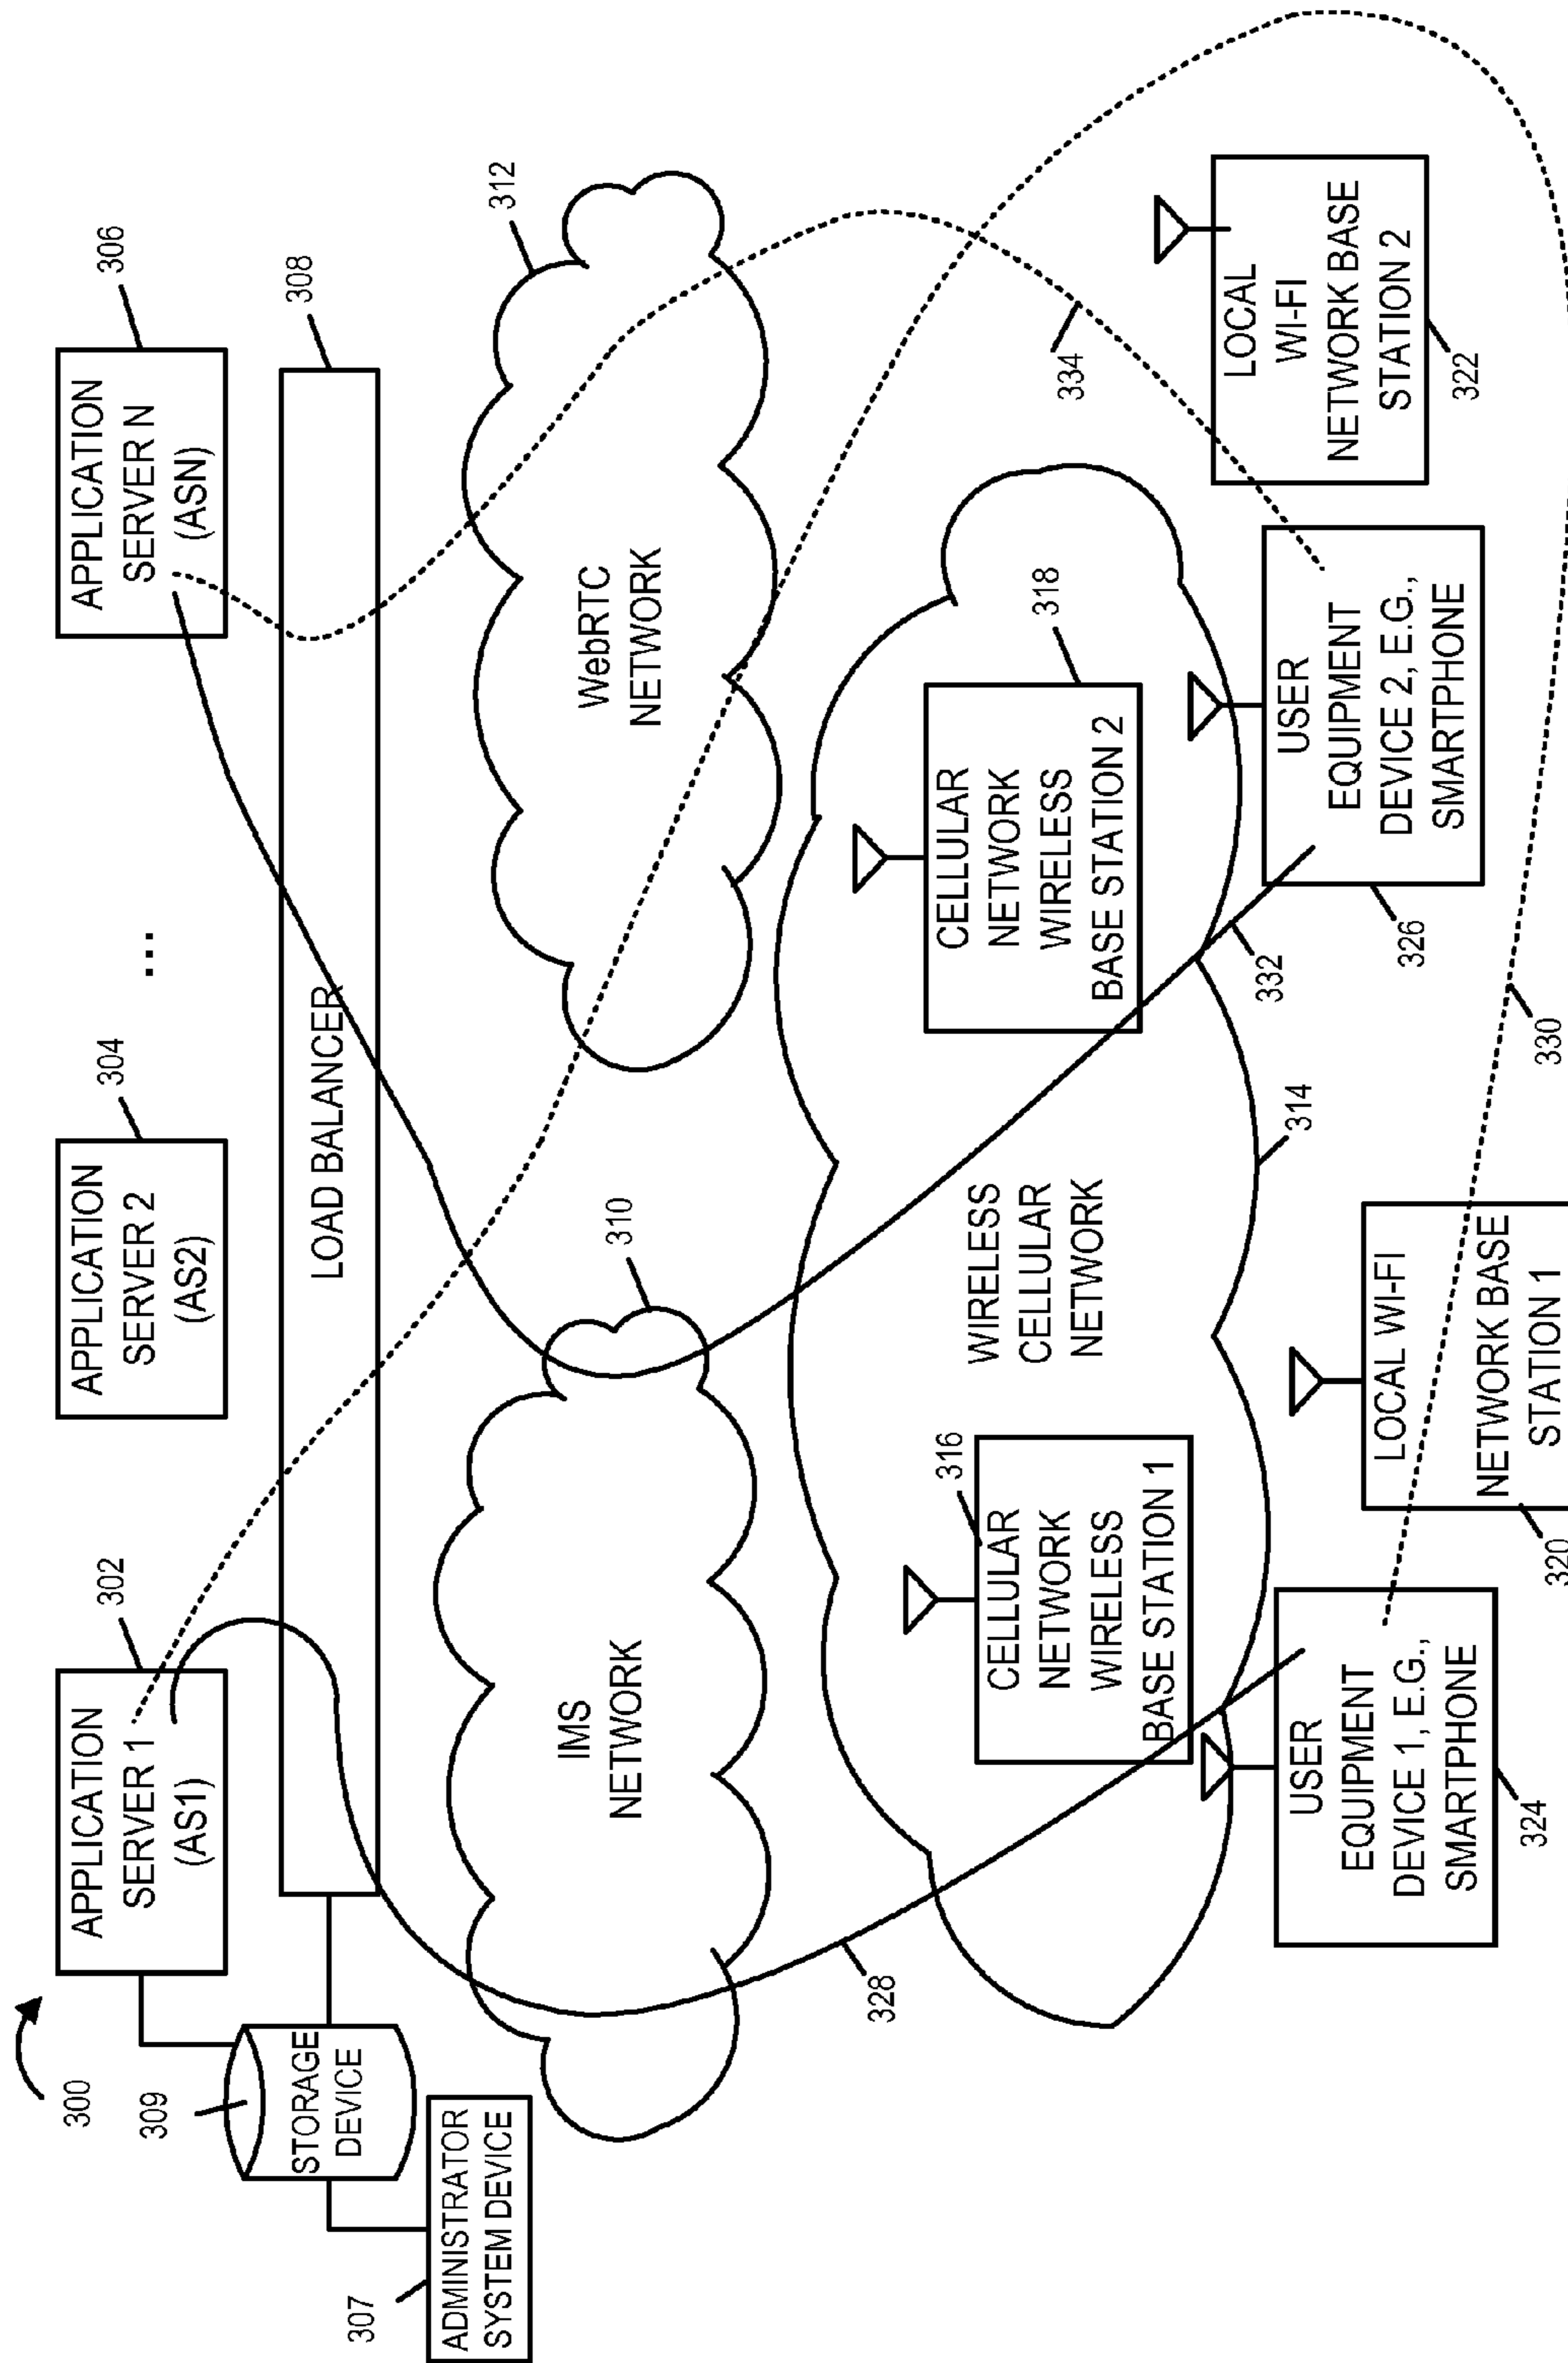 300
APPLICATION
SERVER 1
(AS1)
302
APPLICATION
SERVER 2
(AS2)
304
...
APPLICATION
SERVER N
(ASN)
306
309
STORAGE
DEVICE
LOAD BALANCER
308
307
ADMINISTRATOR
SYSTEM DEVICE
IMS
NETWORK
310
WebRTC
NETWORK
312
328
316
CELLULAR
NETWORK
WIRELESS
BASE STATION 1
WIRELESS
CELLULAR
NETWORK
CELLULAR
NETWORK
WIRELESS
BASE STATION 2
318
334
314
332
USER
EQUIPMENT
DEVICE 1, E.G.,
SMARTPHONE
324
LOCAL WI-FI
NETWORK BASE
STATION 1
320
USER
EQUIPMENT
DEVICE 2, E.G.,
SMARTPHONE
326
LOCAL
WI-FI
NETWORK BASE
STATION 2
322
330